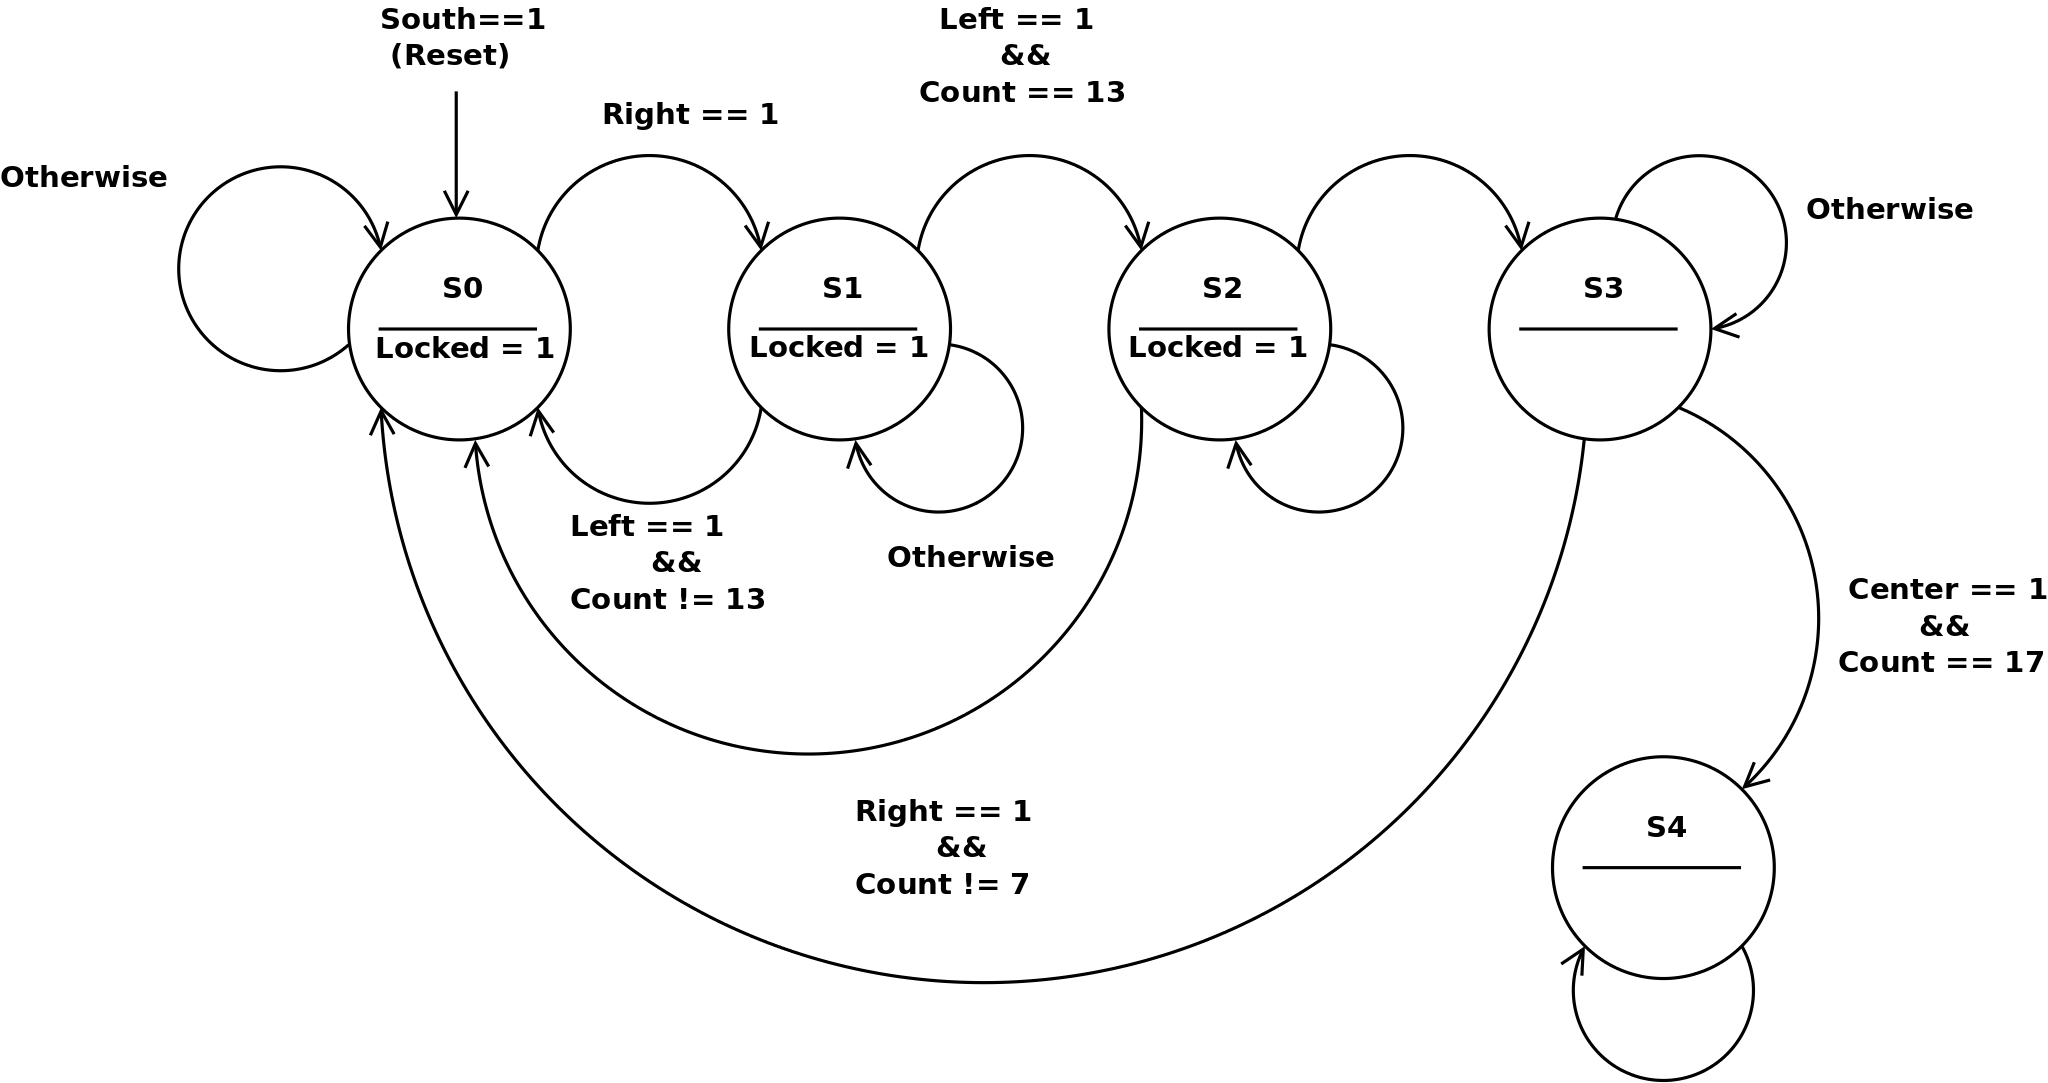 South==1
(Reset)
Left == 1
&&
Count == 13
Right == 1
Otherwise
Otherwise
S0
Locked = 1
S1
Locked = 1
S2
Locked = 1
S3
Left == 1
&&
Count != 13
Otherwise
Center == 1
&&
Count == 17
Right == 1
&&
Count != 7
S4